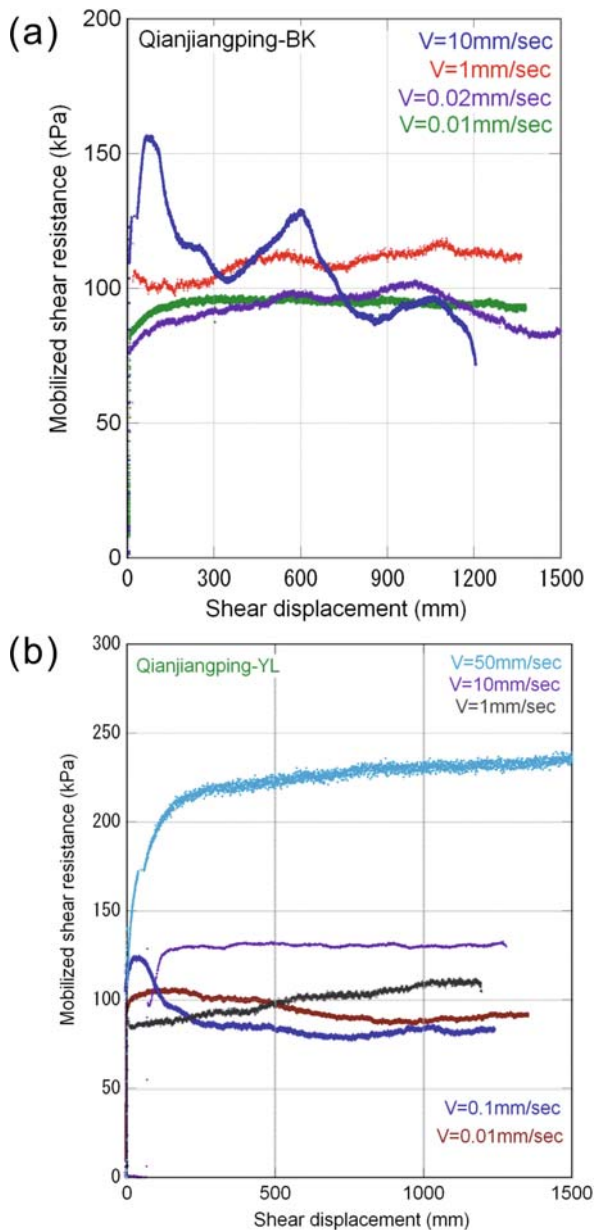 (a)
Qianjiangping-BK
V=10mm/sec
V=1mm/sec
V=0.02mm/sec
V=0.01mm/sec
Mobilized shear resistance (kPa)
200
150
100
50
0
0 300 600 900 1200 1500
Shear displacement (mm)
(b)
Qianjiangping-YL
V=50mm/sec
V=10mm/sec
V=1mm/sec
Mobilized shear resistance (kPa)
300
250
200
150
100
50
0
V=0.1mm/sec
V=0.01mm/sec
0 500 1000 1500
Shear displacement (mm)